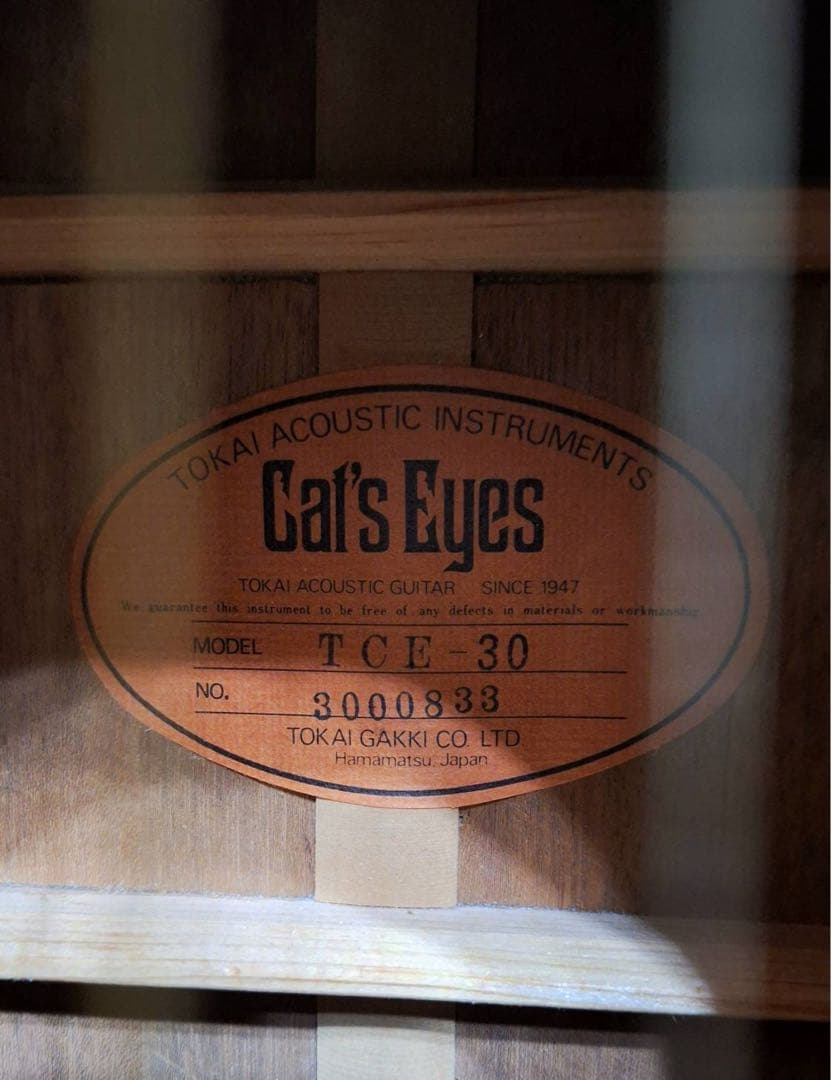 TOKAI ACOUSTIC INSTRUMENTS
Cat's Eyes
TOKAI ACOUSTIC GUITAR SINCE 1947
We guarantee this instrument to be free of any defects in materials or workmanship
MODEL TCE-30
NO. 3000833
TOKAI GAKKI CO. LTD
Hamamatsu, Japan